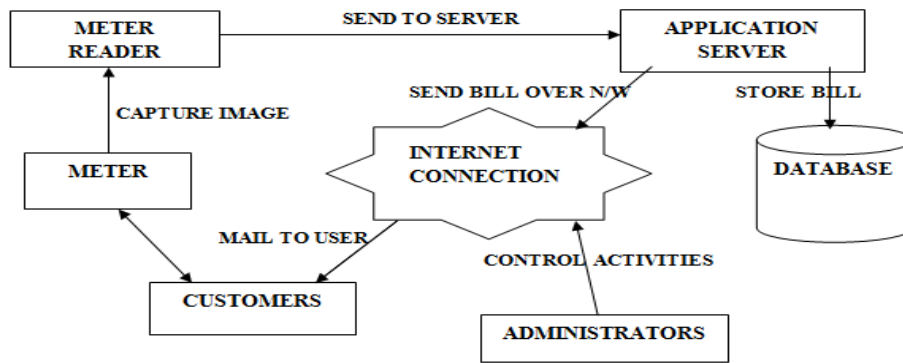 METER
READER
SEND TO SERVER
APPLICATION
SERVER
CAPTURE IMAGE
SEND BILL OVER N/W
STORE BILL
METER
INTERNET
CONNECTION
DATABASE
MAIL TO USER
CONTROL ACTIVITIES
CUSTOMERS
ADMINISTRATORS